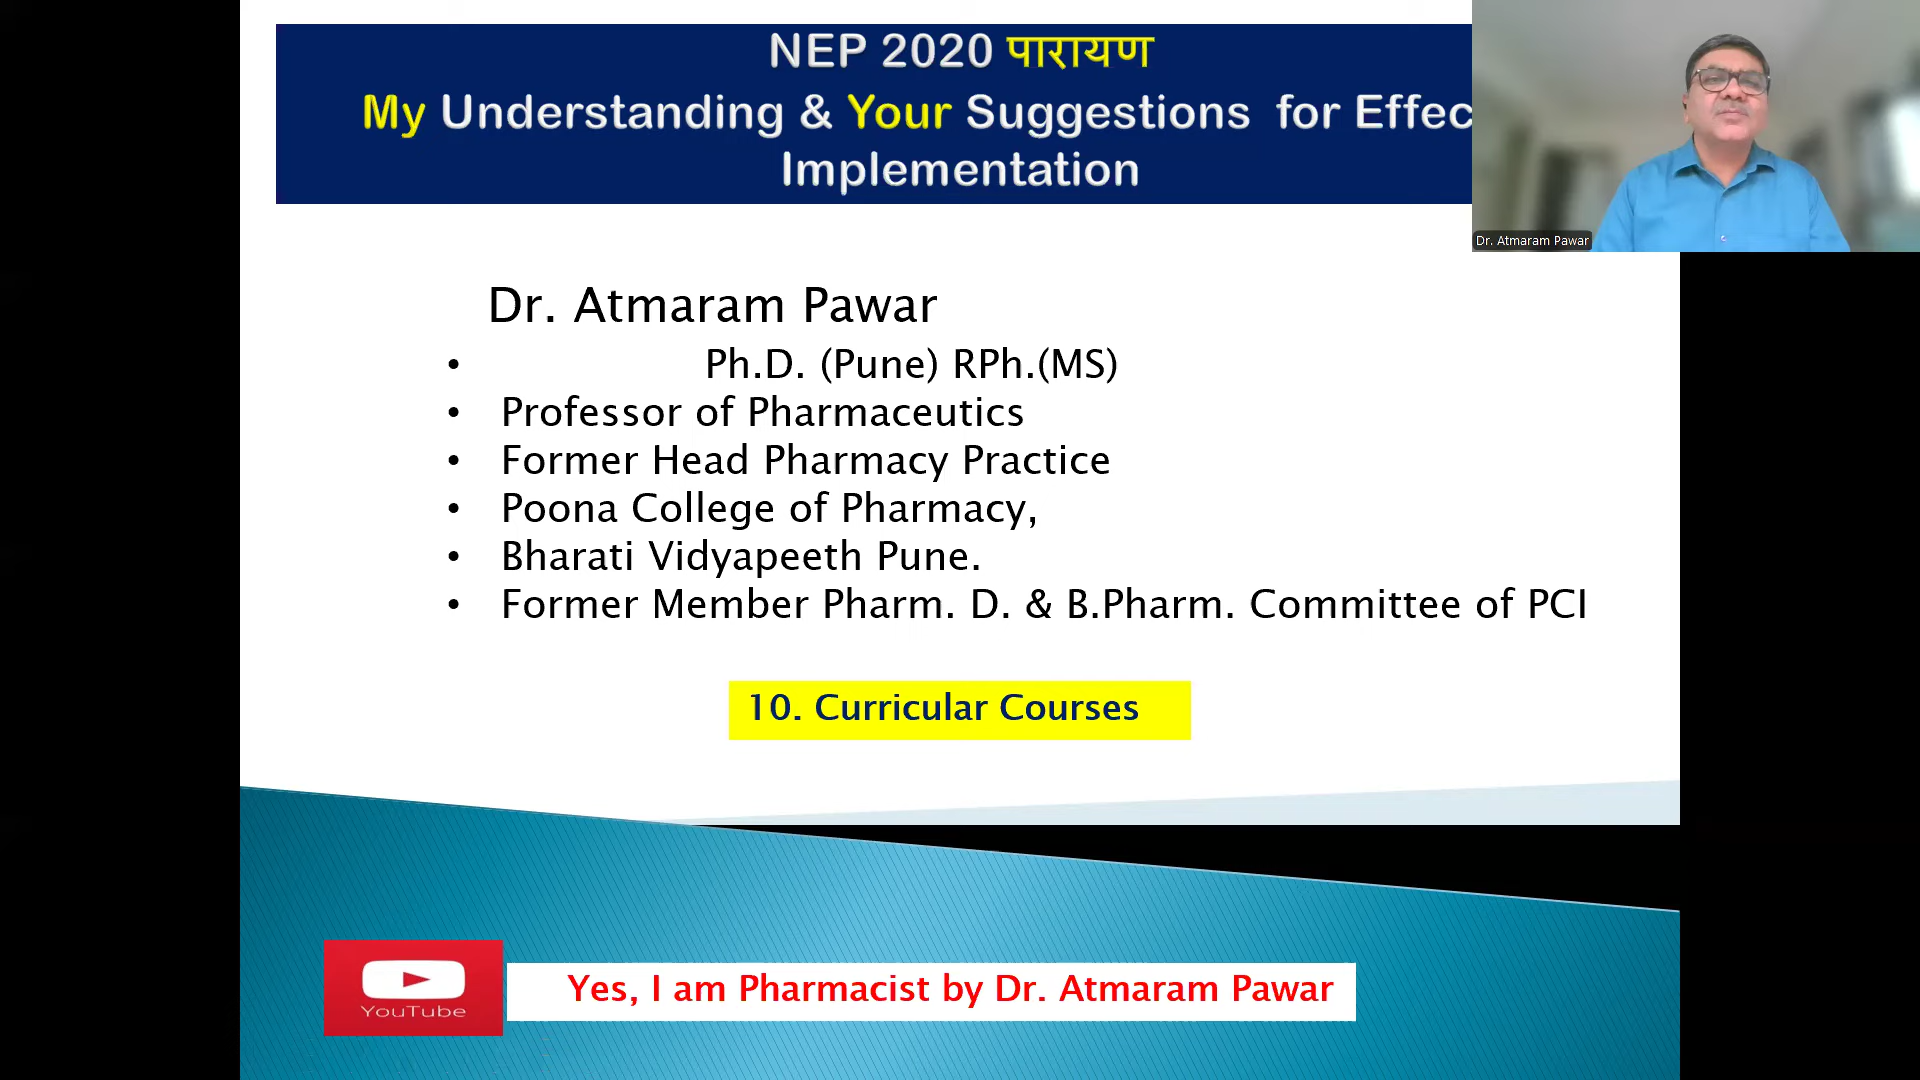 NEP 2020 पारायण
My Understanding & Your Suggestions for Effec
Implementation
Dr. Atmaram Pawar
Dr. Atmaram Pawar
• Ph.D. (Pune) RPh.(MS)
• Professor of Pharmaceutics
• Former Head Pharmacy Practice
• Poona College of Pharmacy,
• Bharati Vidyapeeth Pune.
• Former Member Pharm. D. & B.Pharm. Committee of PCI
10. Curricular Courses
YouTube
Yes, I am Pharmacist by Dr. Atmaram Pawar